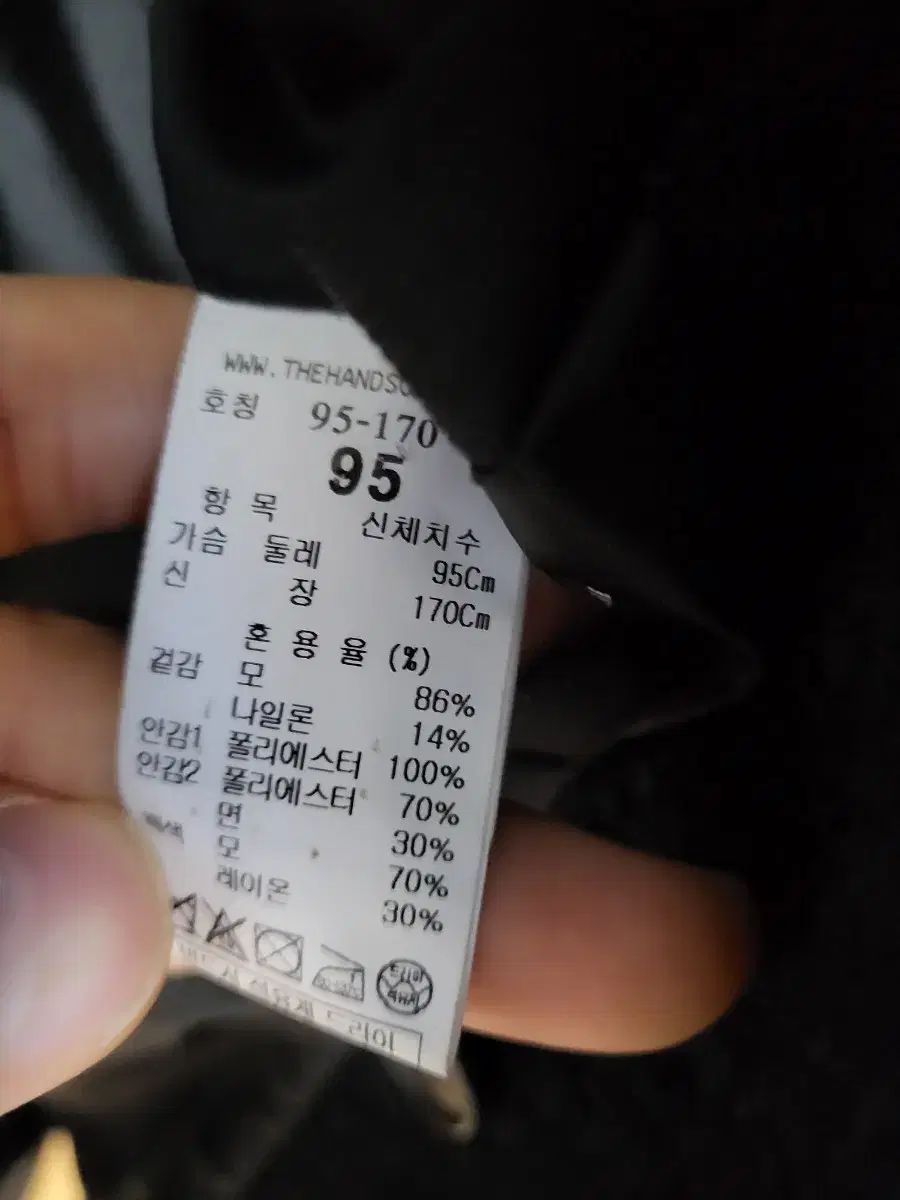 WWW.THEHANDSO
호칭 95-170
95
항 목 신체치수
가슴 둘레 95Cm
신 장 170Cm
혼 용 율 (%)
겉감 모 86%
나일론 14%
안감1 폴리에스터 100%
안감2 폴리에스터 70%
면 30%
모 70%
레이온 30%
드라이